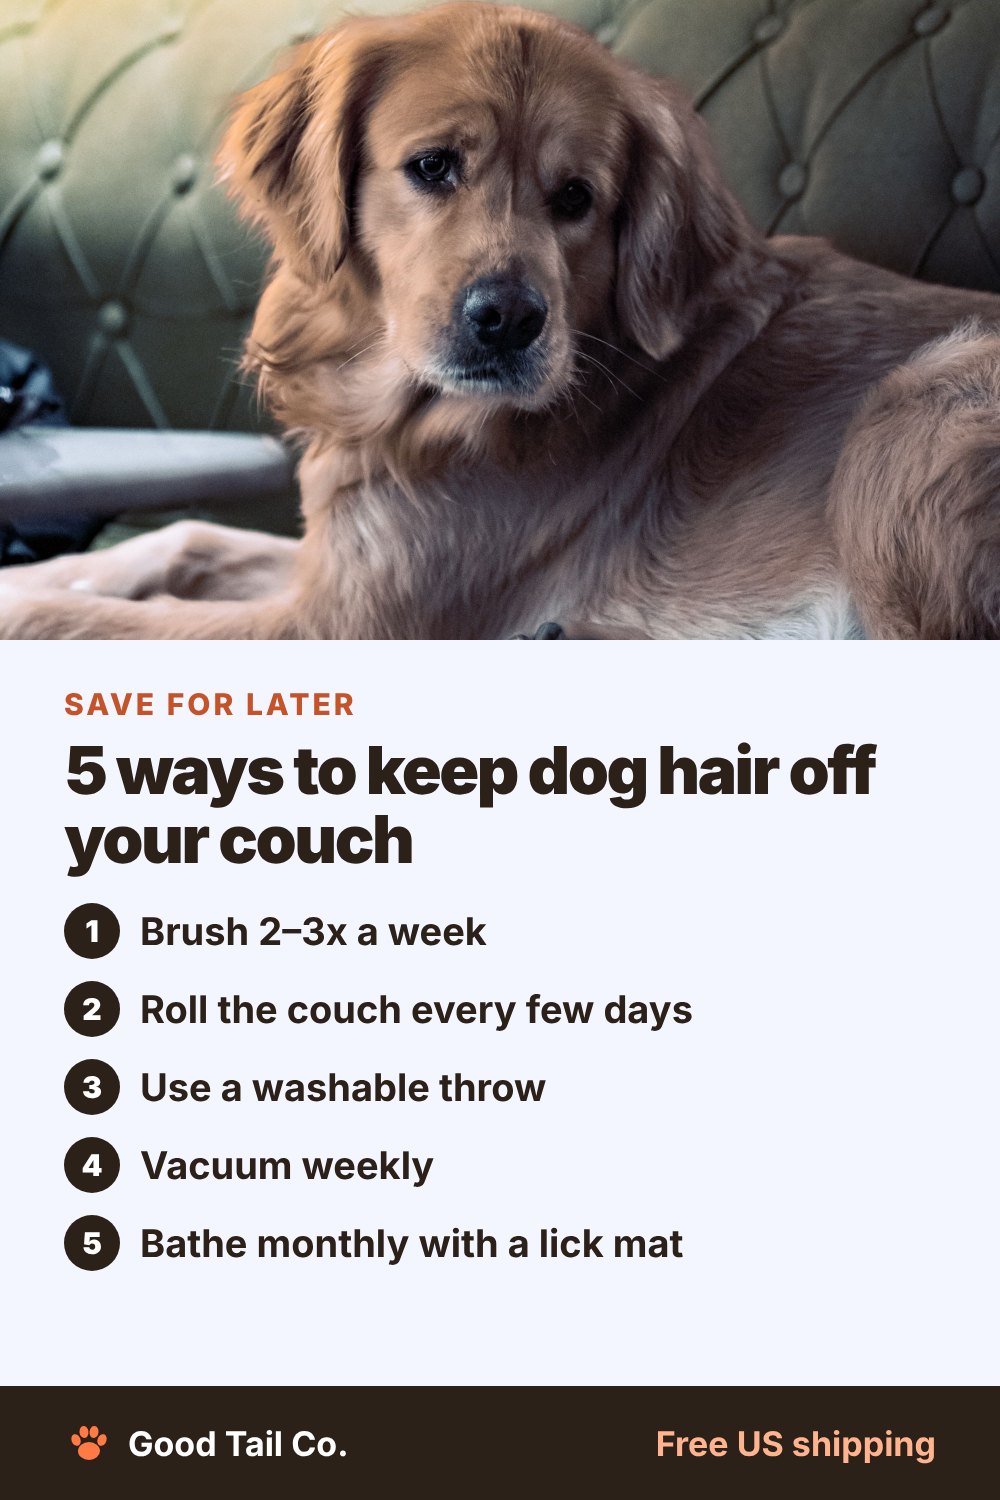 SAVE FOR LATER
5 ways to keep dog hair off
your couch
1 Brush 2–3x a week
2 Roll the couch every few days
3 Use a washable throw
4 Vacuum weekly
5 Bathe monthly with a lick mat
Good Tail Co.
Free US shipping